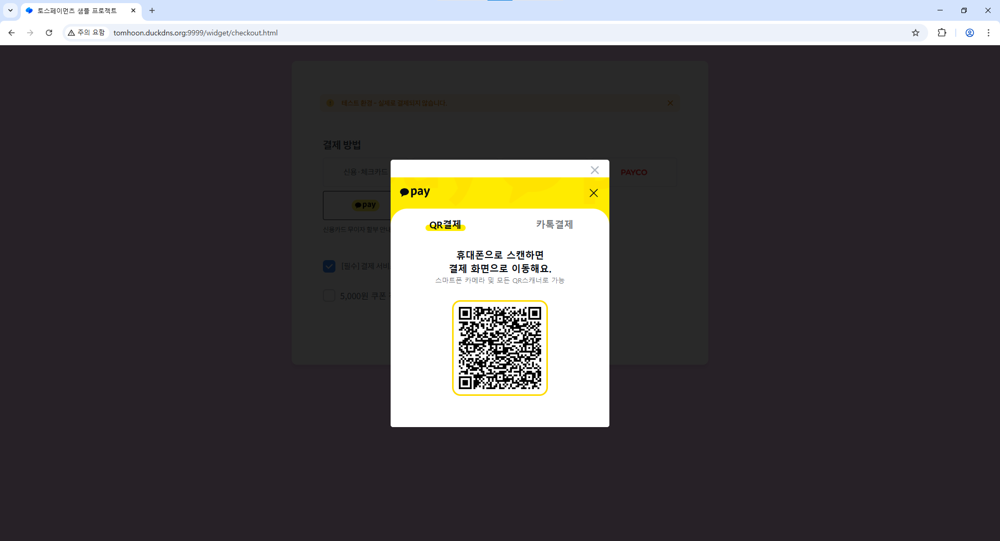 토스페이먼츠 샘플 프로젝트
주의 요함
tomhoon.duckdns.org:9999/widget/checkout.html
테스트 환경 - 실제로 결제되지 않습니다.
결제 방법
신용·체크카드
PAYCO
pay
신용카드 무이자 할부 안내
[필수] 결제 서비
5,000원 쿠폰
pay
QR결제
카톡결제
휴대폰으로 스캔하면
결제 화면으로 이동해요.
스마트폰 카메라 및 모든 QR스캐너로 가능